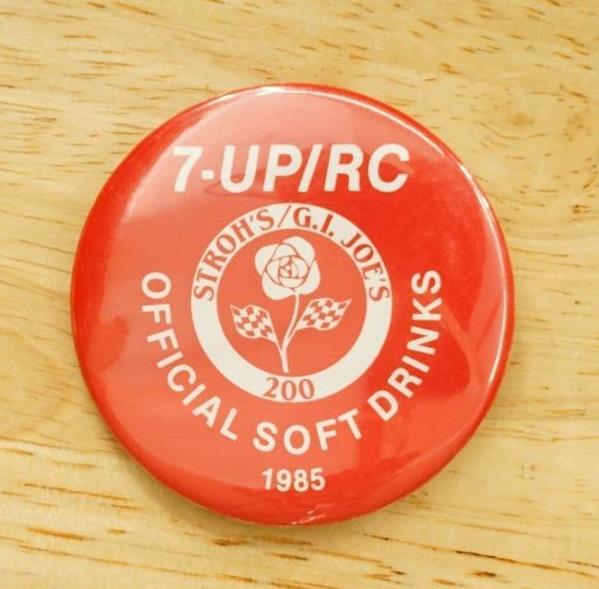 7-UP/RC
STROH'S/G.I. JOE'S
200
OFFICIAL SOFT DRINKS
1985